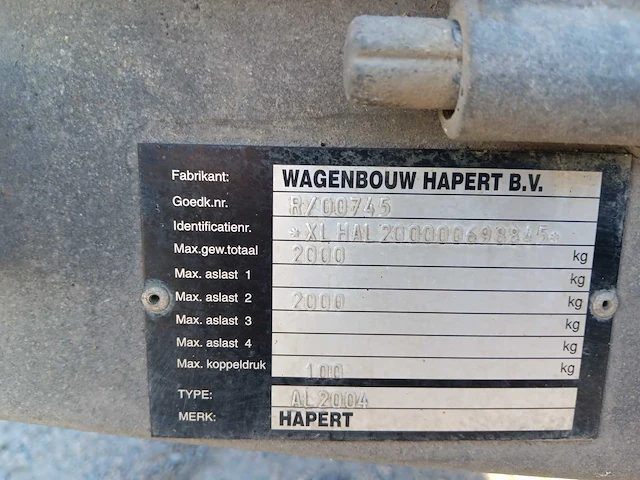 Fabrikant: WAGENBOUW HAPERT B.V.
Goedk.nr. R/00745
Identificatienr. *XLHAL200000698845*
Max.gew.totaal 2000 kg
Max. aslast 1 kg
Max. aslast 2 2000 kg
Max. aslast 3 kg
Max. aslast 4 kg
Max. koppeldruk 100 kg
TYPE: AL2004
MERK: HAPERT